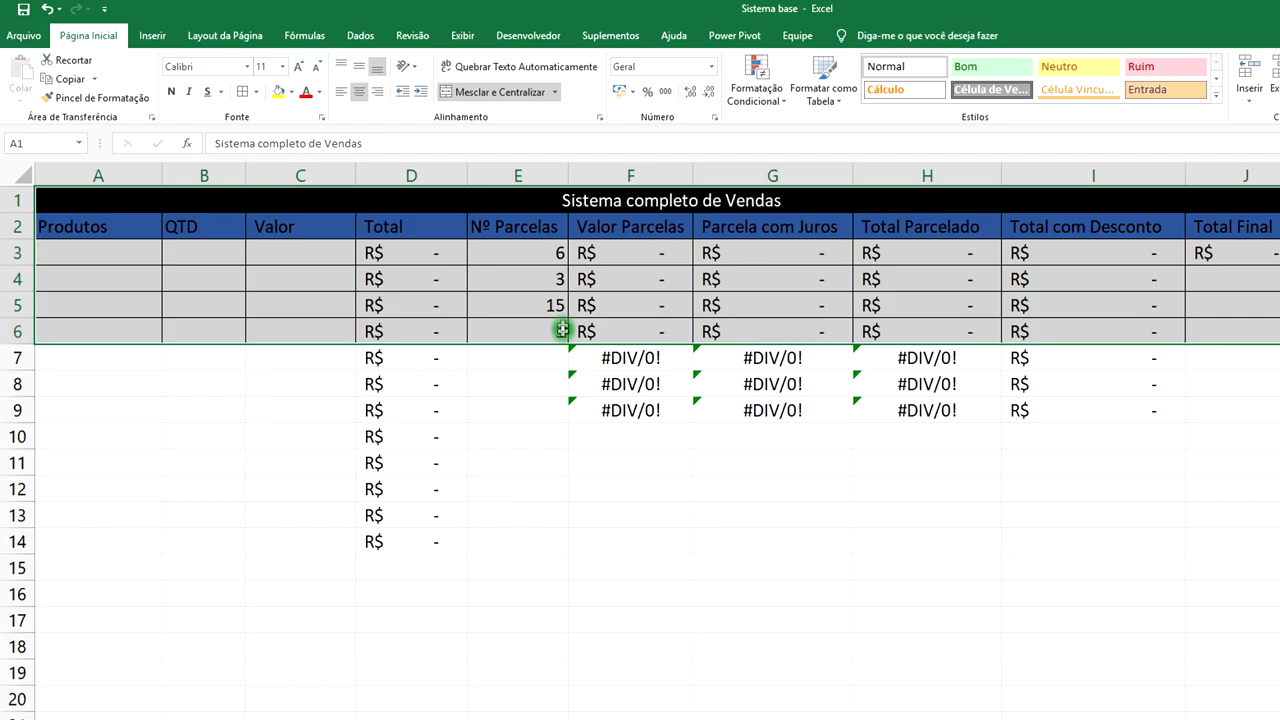 Sistema base - Excel
Arquivo Página Inicial Inserir Layout da Página Fórmulas Dados Revisão Exibir Desenvolvedor Suplementos Ajuda Power Pivot Equipe Diga-me o que você deseja fazer
Colar
Recortar
Copiar
Pincel de Formatação
Área de Transferência
Calibri 11 A A
N I S A
Fonte
Quebrar Texto Automaticamente
Mesclar e Centralizar
Alinhamento
Geral
% 000
Número
Formatação Condicional
Formatar como Tabela
Normal Bom Neutro Ruim
Cálculo Célula de Ve... Célula Vincu... Entrada
Estilos
Inserir
A1 fx Sistema completo de Vendas
A B C D E F G H I J
1 Sistema completo de Vendas
2 Produtos QTD Valor Total Nº Parcelas Valor Parcelas Parcela com Juros Total Parcelado Total com Desconto Total Final
3 R$ - 6 R$ - R$ - R$ - R$ - R$ -
4 R$ - 3 R$ - R$ - R$ - R$ -
5 R$ - 15 R$ - R$ - R$ - R$ -
6 R$ - R$ - R$ - R$ - R$ -
7 R$ - #DIV/0! #DIV/0! #DIV/0! R$ -
8 R$ - #DIV/0! #DIV/0! #DIV/0! R$ -
9 R$ - #DIV/0! #DIV/0! #DIV/0! R$ -
10 R$ -
11 R$ -
12 R$ -
13 R$ -
14 R$ -
15
16
17
18
19
20